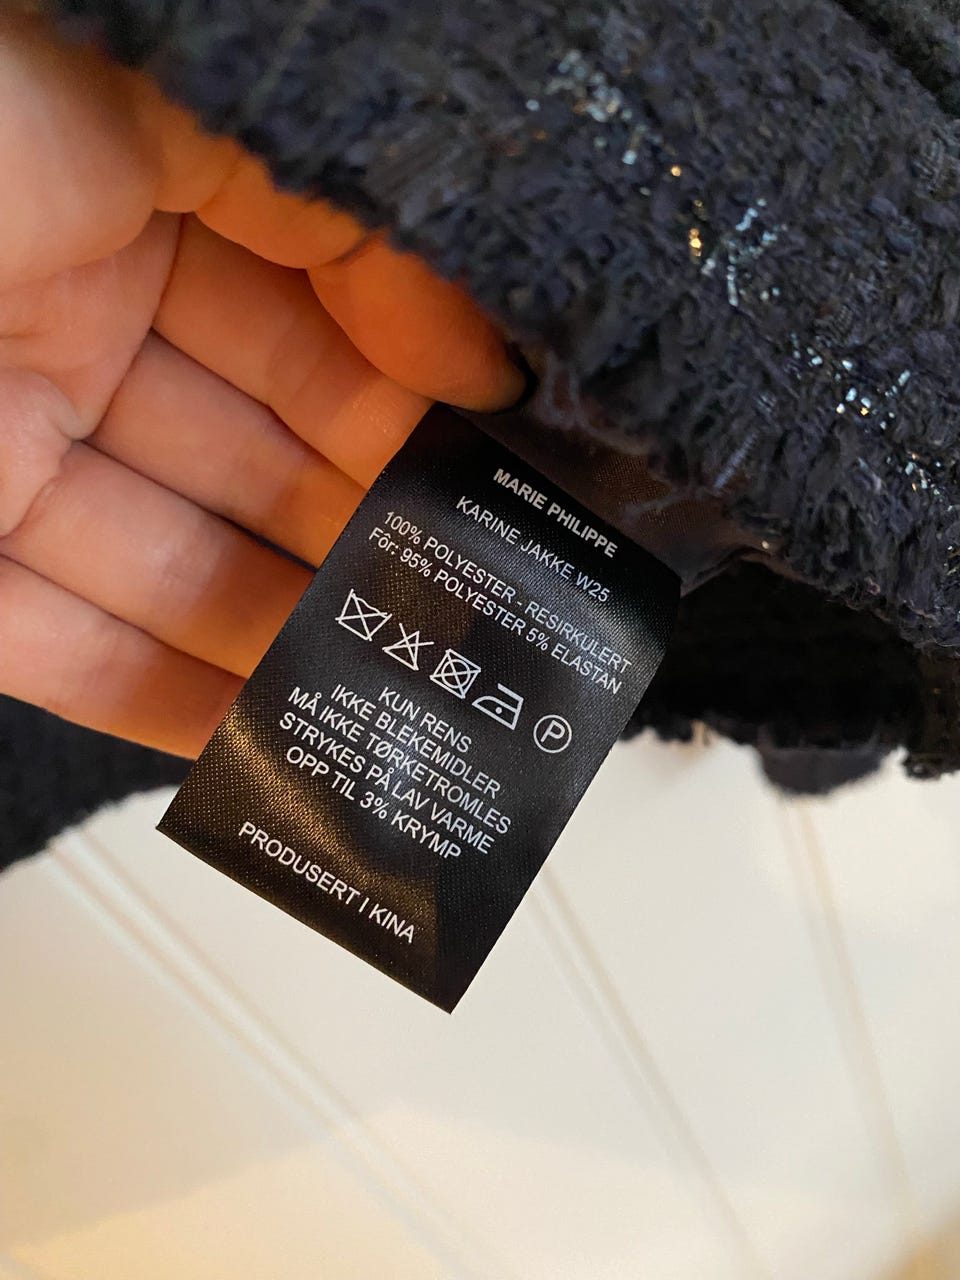 MARIE PHILIPPE
KARINE JAKKE W25
100% POLYESTER - RESIRKULERT
Fôr: 95% POLYESTER 5% ELASTAN
P
KUN RENS
IKKE BLEKEMIDLER
MÅ IKKE TØRKETROMLES
STRYKES PÅ LAV VARME
OPP TIL 3% KRYMP
PRODUSERT I KINA